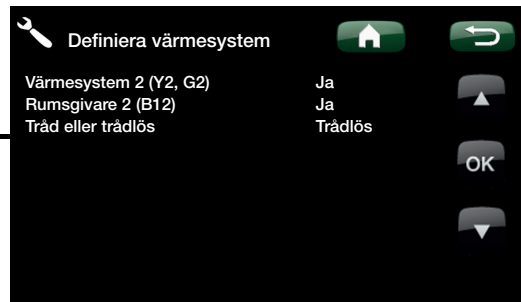 Definiera värmesystem
Värmesystem 2 (Y2, G2) Ja
Rumsgivare 2 (B12) Ja
Tråd eller trådlös Trådlös
OK